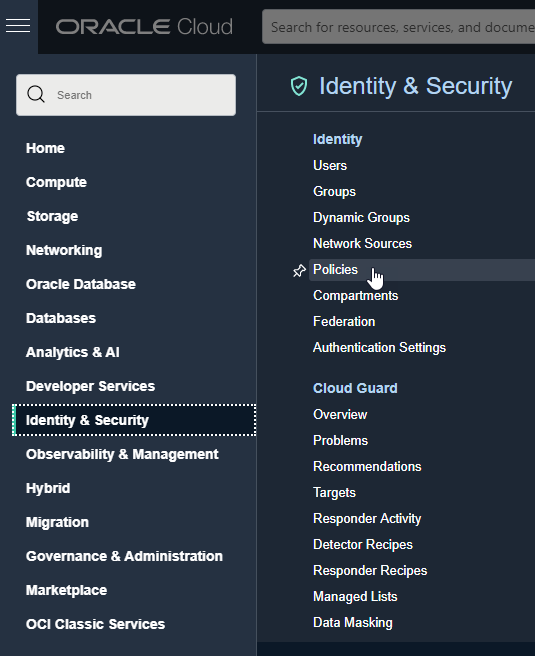 ORACLE Cloud
Search for resources, services, and docume
Search
Home
Compute
Storage
Networking
Oracle Database
Databases
Analytics & AI
Developer Services
Identity & Security
Observability & Management
Hybrid
Migration
Governance & Administration
Marketplace
OCI Classic Services
Identity & Security
Identity
Users
Groups
Dynamic Groups
Network Sources
Policies
Compartments
Federation
Authentication Settings
Cloud Guard
Overview
Problems
Recommendations
Targets
Responder Activity
Detector Recipes
Responder Recipes
Managed Lists
Data Masking